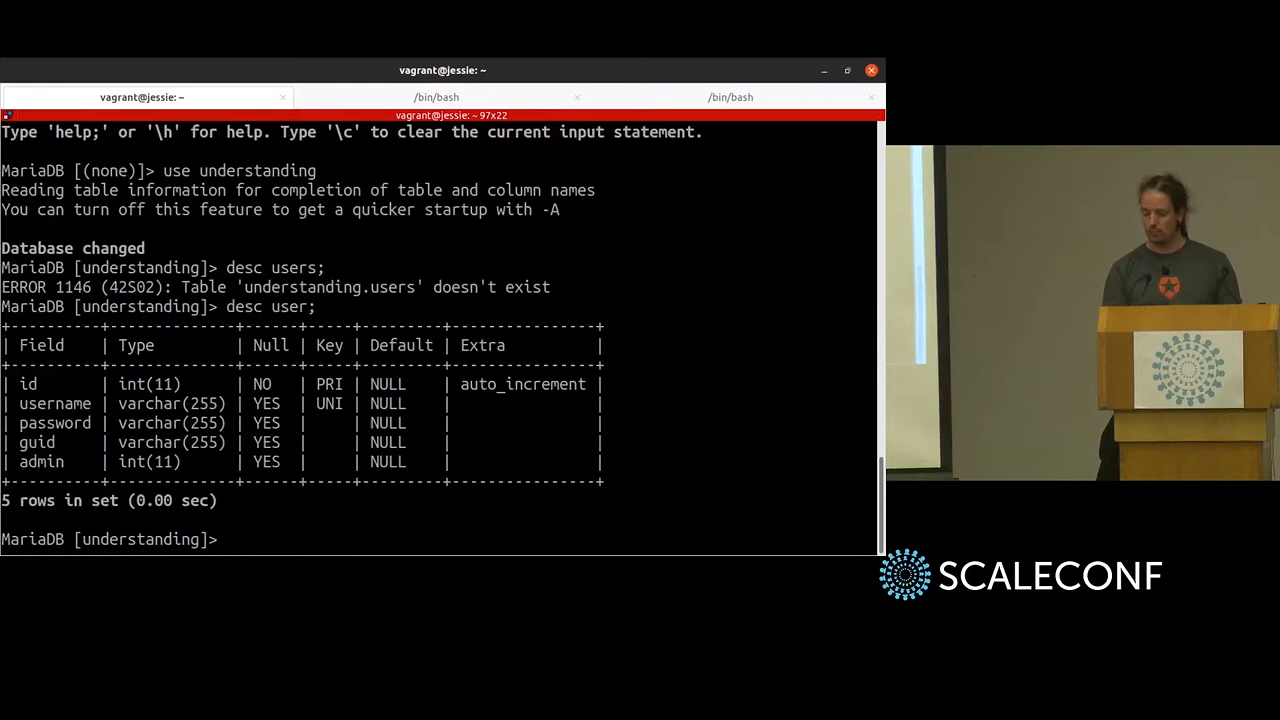 vagrant@jessie: ~
vagrant@jessie: ~
/bin/bash
/bin/bash
vagrant@jessie: ~ 97x22
Type 'help;' or '\h' for help. Type '\c' to clear the current input statement.
MariaDB [(none)]> use understanding
Reading table information for completion of table and column names
You can turn off this feature to get a quicker startup with -A
Database changed
MariaDB [understanding]> desc users;
ERROR 1146 (42S02): Table 'understanding.users' doesn't exist
MariaDB [understanding]> desc user;
+----------+--------------+------+-----+---------+----------------+
| Field    | Type         | Null | Key | Default | Extra          |
+----------+--------------+------+-----+---------+----------------+
| id       | int(11)      | NO   | PRI | NULL    | auto_increment |
| username | varchar(255) | YES  | UNI | NULL    |                |
| password | varchar(255) | YES  |     | NULL    |                |
| guid     | varchar(255) | YES  |     | NULL    |                |
| admin    | int(11)      | YES  |     | NULL    |                |
+----------+--------------+------+-----+---------+----------------+
5 rows in set (0.00 sec)
MariaDB [understanding]>
SCALECONF